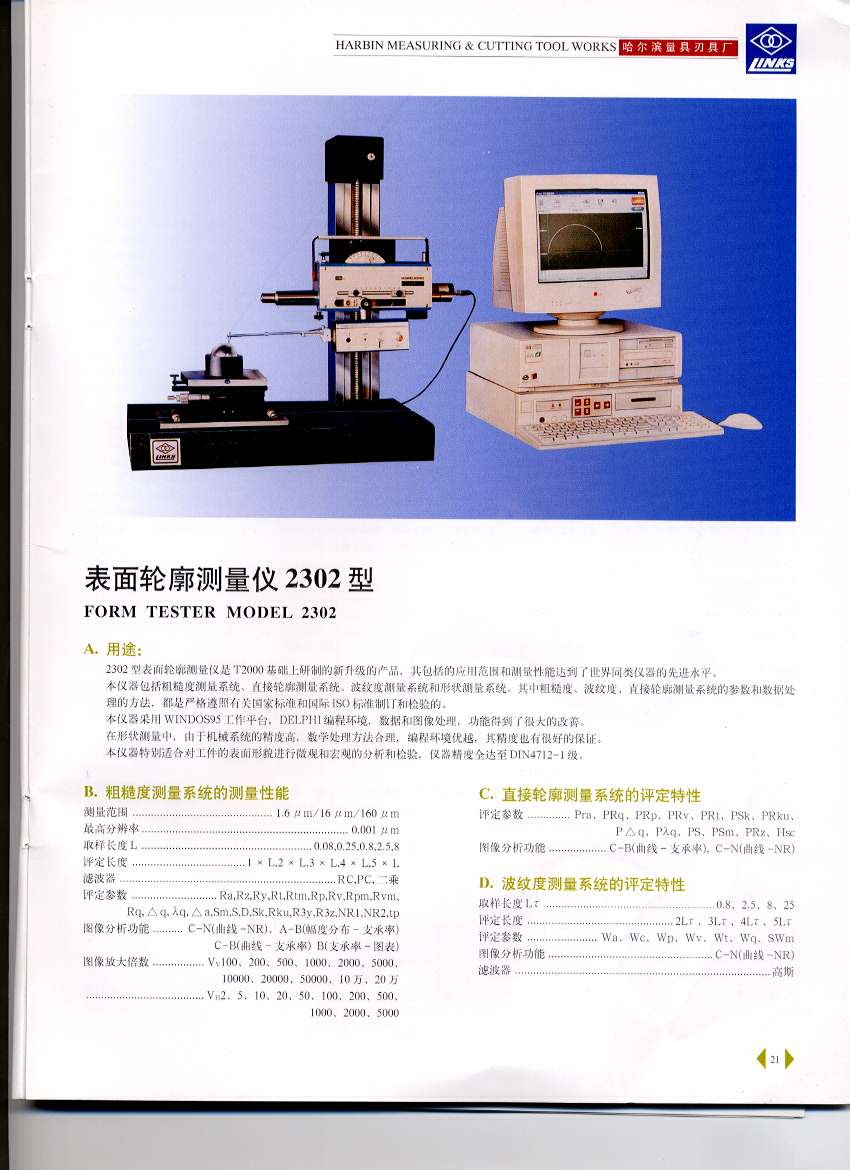 HARBIN MEASURING & CUTTING TOOL WORKS 哈尔滨量具刃具厂
LINKS
LINKS
表面轮廓测量仪 2302 型
FORM TESTER MODEL 2302
A. 用途:
2302 型表面轮廓测量仪是 T2000 基础上研制的新升级的产品，其包括的应用范围和测量性能达到了世界同类仪器的先进水平。
本仪器包括粗糙度测量系统、直接轮廓测量系统、波纹度测量系统和形状测量系统。其中粗糙度、波纹度、直接轮廓测量系统的参数和数据处
理的方法，都是严格遵照有关国家标准和国际 ISO 标准制订和检验的。
本仪器采用 WINDOS95 工作平台，DELPHI 编程环境，数据和图像处理，功能得到了很大的改善。
在形状测量中，由于机械系统的精度高，数学处理方法合理，编程环境优越，其精度也有很好的保证。
本仪器特别适合对工件的表面形貌进行微观和宏观的分析和检验，仪器精度全达至 DIN4712-1 级。
B. 粗糙度测量系统的测量性能
测量范围 ........ 1.6 μm/16 μm/160 μm
最高分辨率 ........ 0.001 μm
取样长度 L ........ 0.08,0.25,0.8,2.5,8
评定长度 ........ 1 × L,2 × L,3 × L,4 × L,5 × L
滤波器 ........ RC,PC, 二乘
评定参数 ........ Ra,Rz,Ry,Rt,Rtm,Rp,Rv,Rpm,Rvm,
Rq,△q,λq,△a,Sm,S,D,Sk,Rku,R3y,R3z,NR1,NR2,tp
图像分析功能 ........ C-N(曲线-NR)、A-B(幅度分布-支承率)
C-B(曲线-支承率) B(支承率-图表)
图像放大倍数 ........ Vv100、200、500、1000、2000、5000、
10000、20000、50000、10 万、20 万
........ VH2、5、10、20、50、100、200、500、
1000、2000、5000
C. 直接轮廓测量系统的评定特性
评定参数 ........ Pra、PRq、PRp、PRv、PRt、PSk、PRku、
P△q、Pλq、PS、PSm、PRz、Hsc
图像分析功能 ........ C-B(曲线-支承率)、C-N(曲线-NR)
D. 波纹度测量系统的评定特性
取样长度 Lτ ........ 0.8、2.5、8、25
评定长度 ........ 2Lτ、3Lτ、4Lτ、5Lτ
评定参数 ........ Wa、Wc、Wp、Wv、Wt、Wq、SWm
图像分析功能 ........ C-N(曲线-NR)
滤波器 ........ 高斯
21